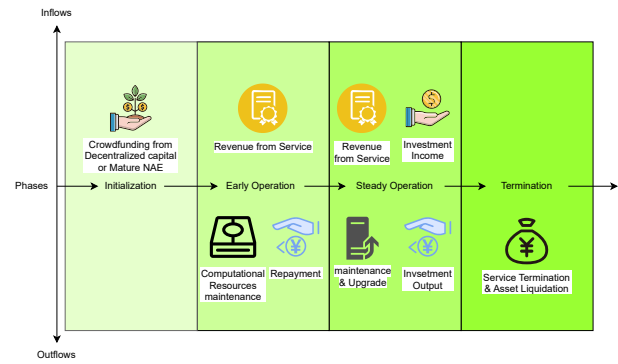 Inflows
Crowdfunding from
Decentralized capital
or Mature NAE
Revenue from Service
Revenue
from Service
Investment
Income
Phases
Initialization
Early Operation
Steady Operation
Termination
Computational
Resources
maintenance
Repayment
maintenance
& Upgrade
Invsetment
Output
Service Termination
& Asset Liquidation
Outflows